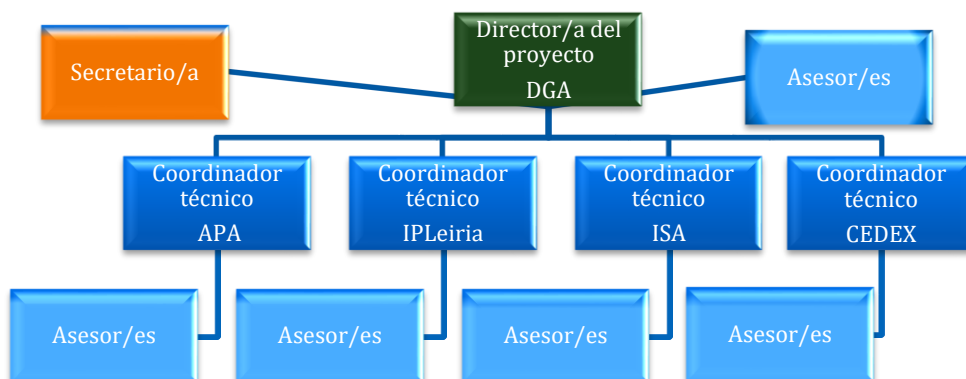 Secretario/a
Director/a del
proyecto
DGA
Asesor/es
Coordinador
técnico
APA
Coordinador
técnico
IPLeiria
Coordinador
técnico
ISA
Coordinador
técnico
CEDEX
Asesor/es
Asesor/es
Asesor/es
Asesor/es